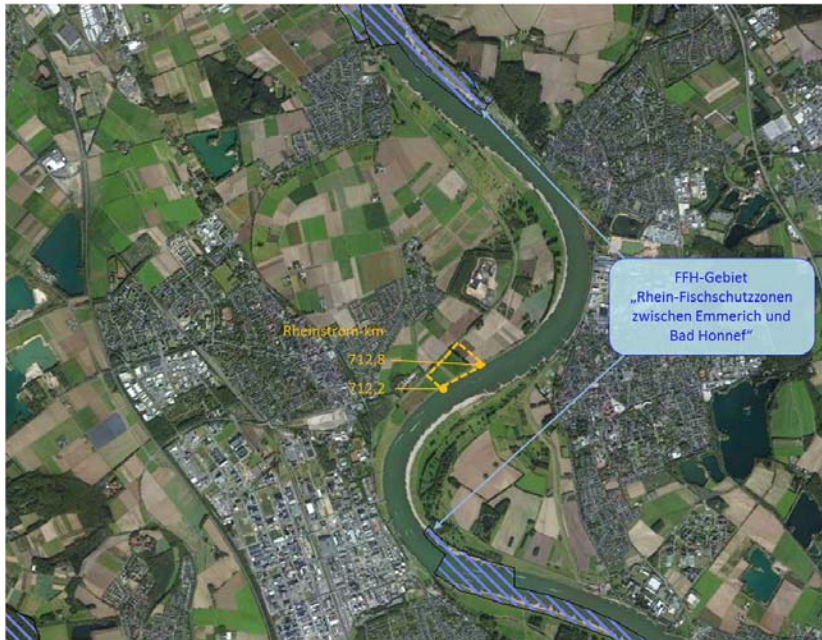 FFH-Gebiet
„Rhein-Fischschutzzonen
zwischen Emmerich und
Bad Honnef“
Rheinstrom-km
712,8
712,2